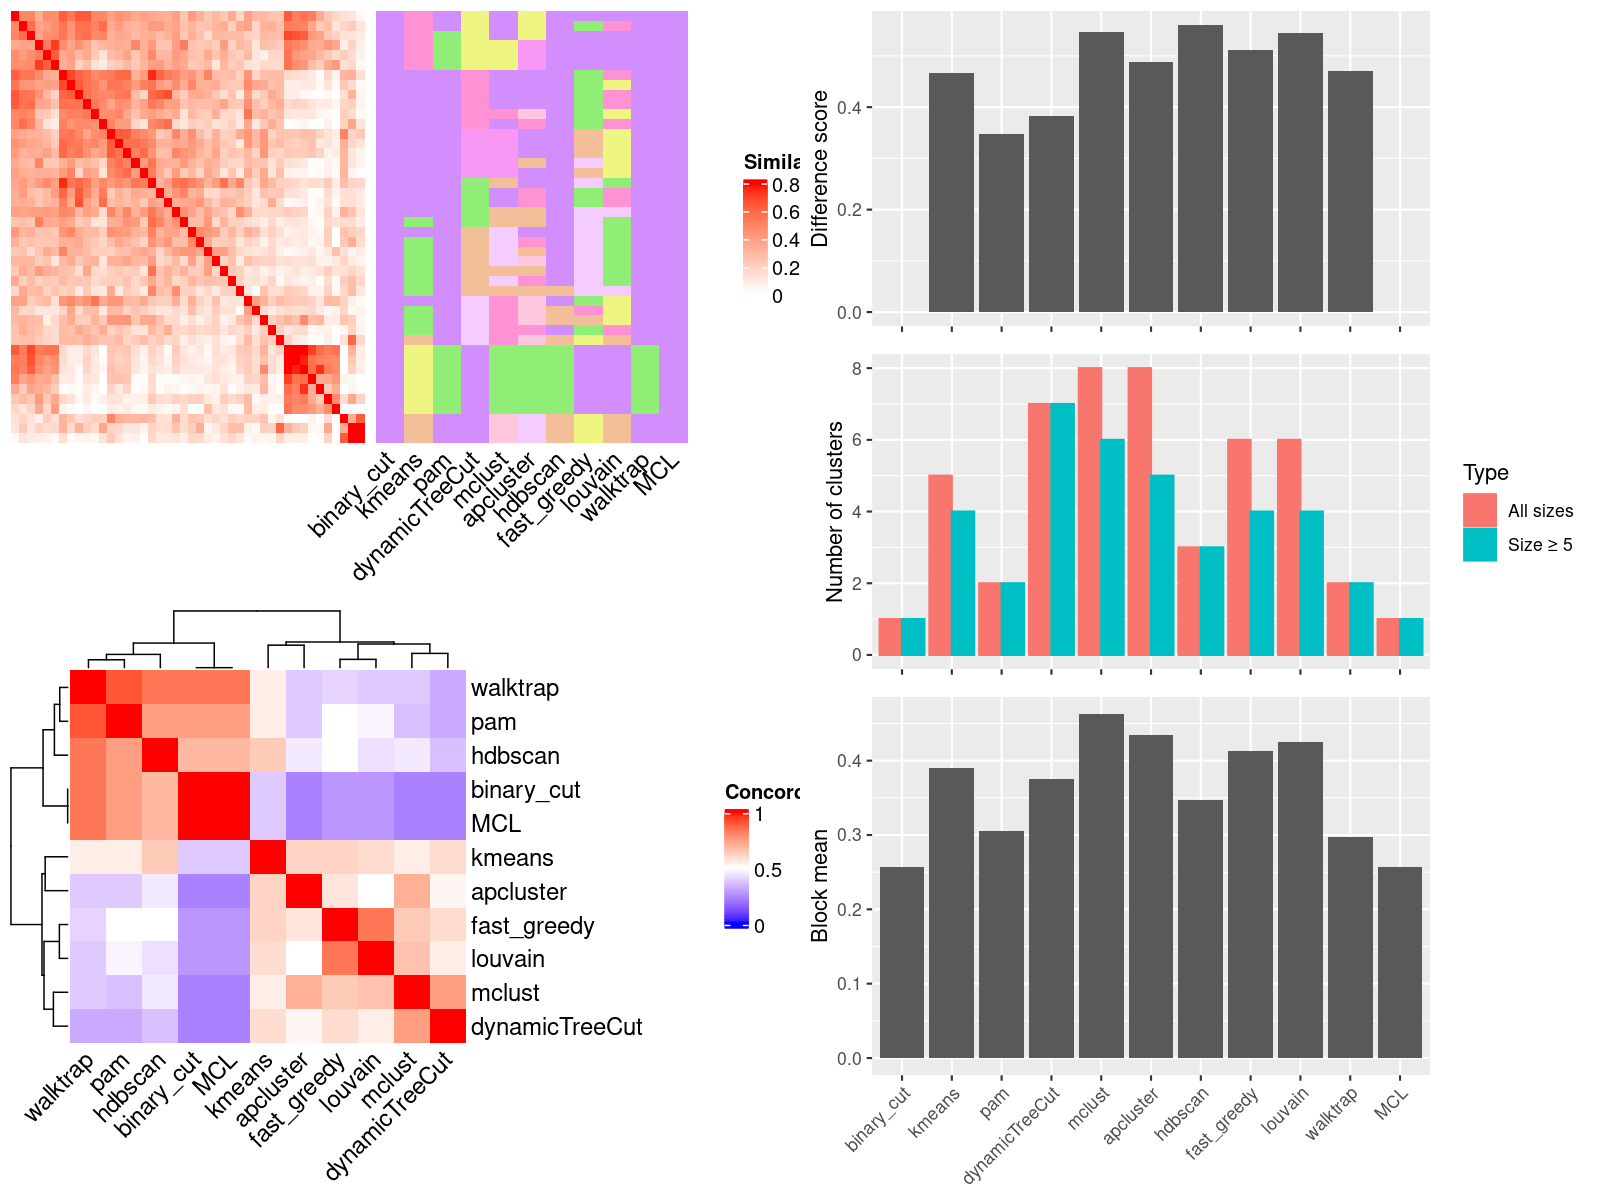 Simila
0.8
0.6
0.4
0.2
0
binary_cut
kmeans
pam
dynamicTreeCut
mclust
apcluster
hdbscan
fast_greedy
louvain
walktrap
MCL
walktrap
pam
hdbscan
binary_cut
MCL
kmeans
apcluster
fast_greedy
louvain
mclust
dynamicTreeCut
Concord
1
0.5
0
walktrap
pam
hdbscan
binary_cut
MCL
kmeans
apcluster
fast_greedy
louvain
mclust
dynamicTreeCut
Difference score
0.4
0.2
0.0
Number of clusters
8
6
4
2
0
Type
All sizes
Size ≥ 5
Block mean
0.4
0.3
0.2
0.1
0.0
binary_cut
kmeans
pam
dynamicTreeCut
mclust
apcluster
hdbscan
fast_greedy
louvain
walktrap
MCL